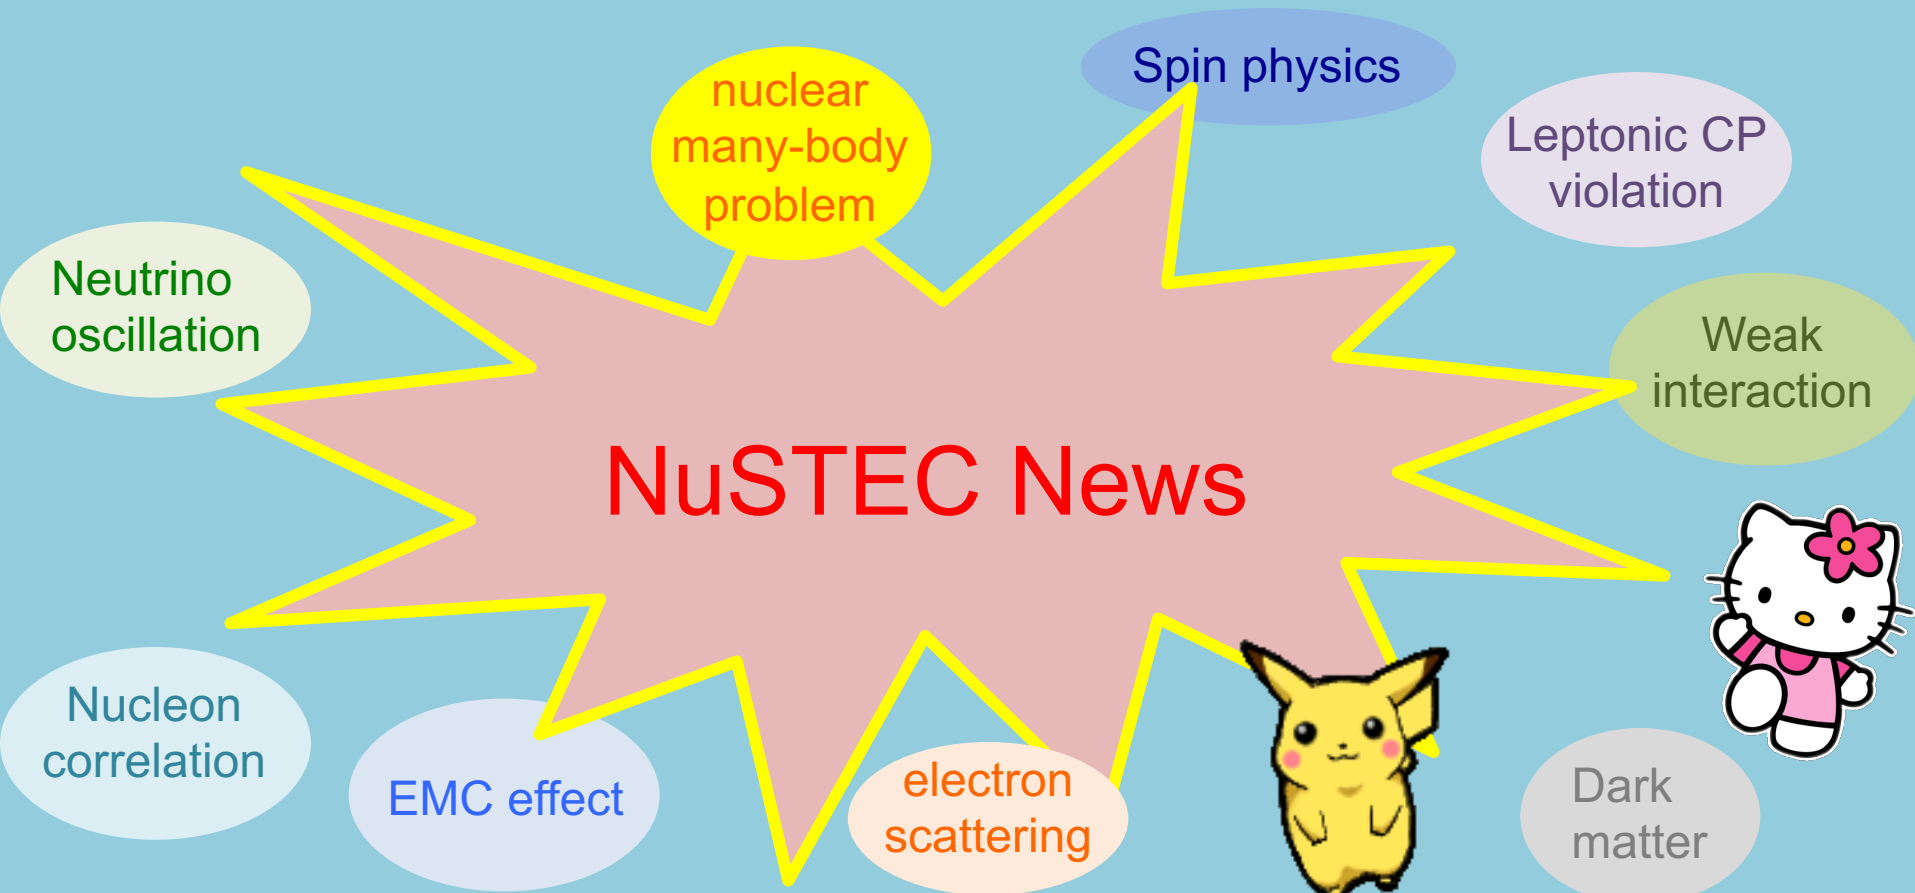 Spin physics
nuclear
many-body
problem
Leptonic CP
violation
Neutrino
oscillation
Weak
interaction
NuSTEC News
Nucleon
correlation
EMC effect
electron
scattering
Dark
matter